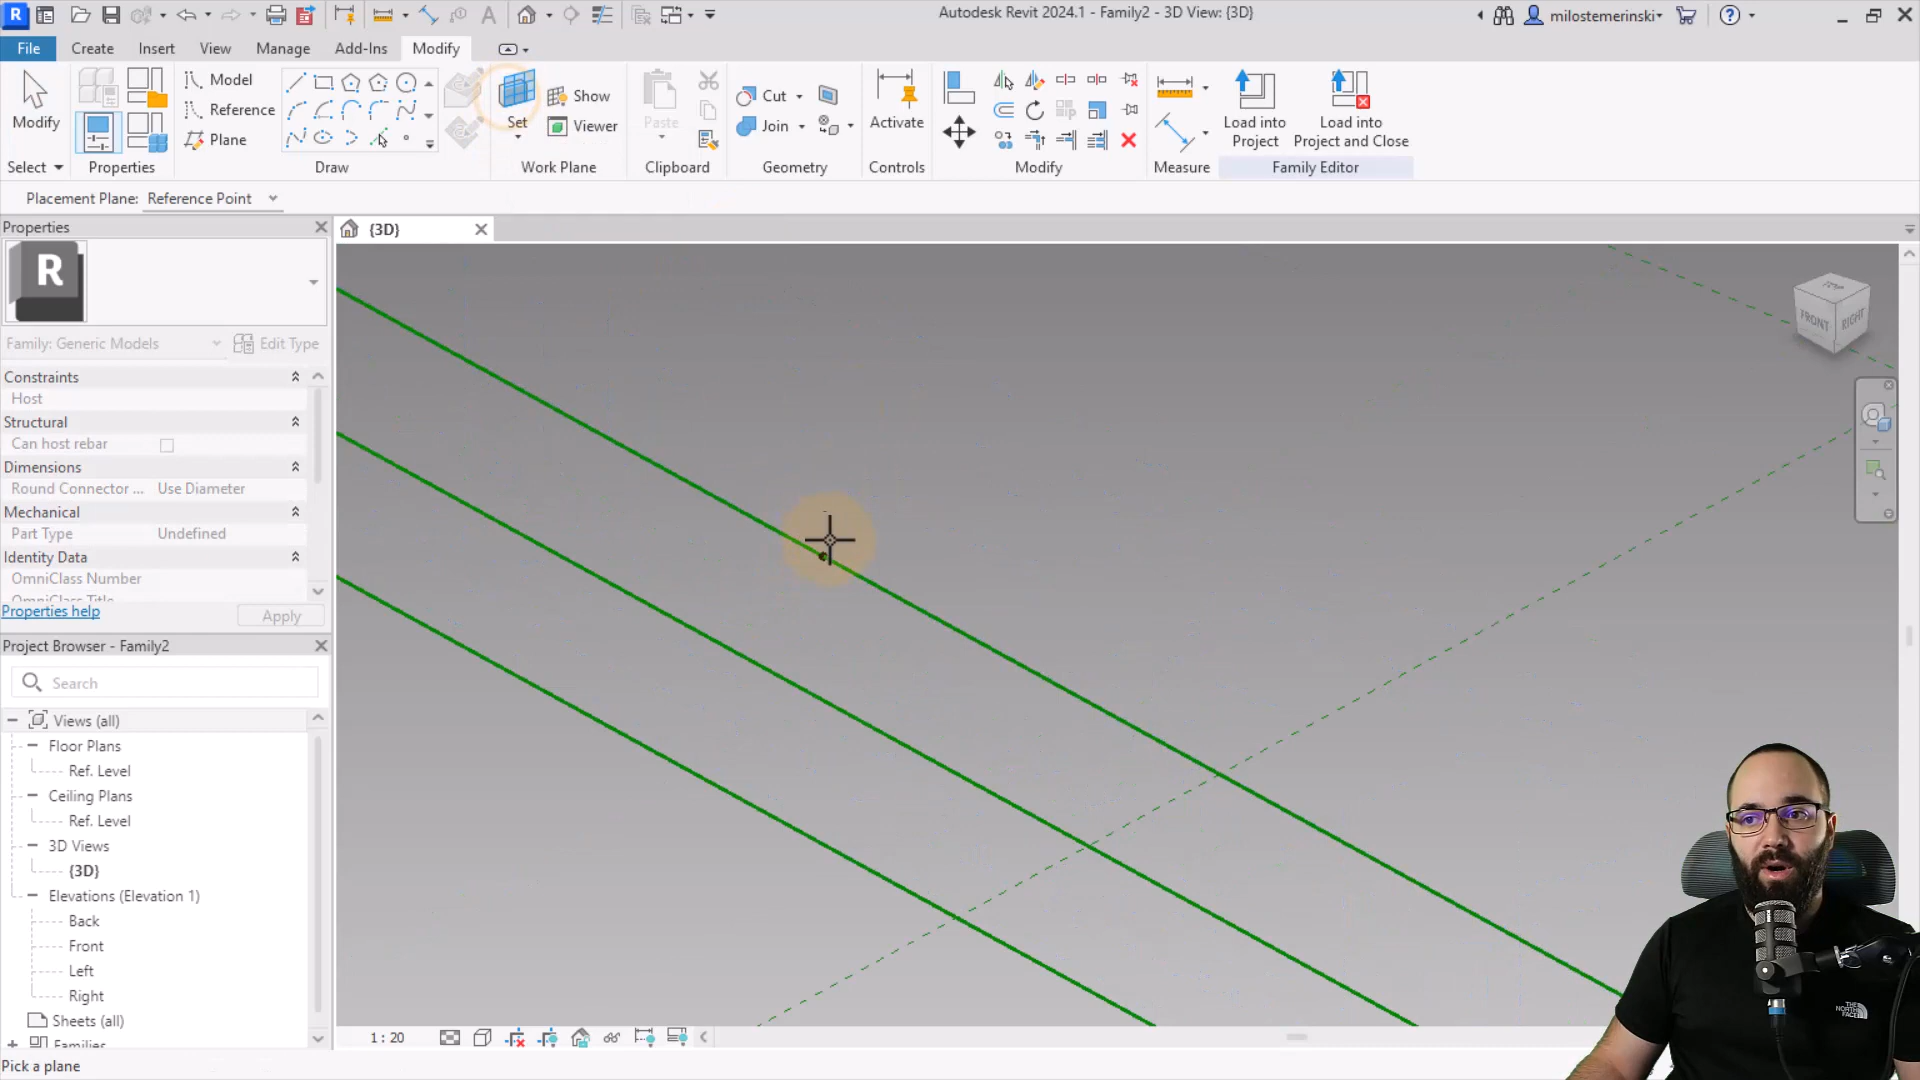 R
Autodesk Revit 2024.1 - Family2 - 3D View: {3D}
milostemerinski
File
Create
Insert
View
Manage
Add-Ins
Modify
Modify
Select
Properties
Model
Reference
Plane
Draw
Set
Show
Viewer
Work Plane
Paste
Clipboard
Cut
Join
Geometry
Activate
Controls
Modify
Measure
Load into
Project
Load into
Project and Close
Family Editor
Placement Plane: Reference Point
Properties
{3D}
R
Family: Generic Models
Edit Type
Constraints
Host
Structural
Can host rebar
Dimensions
Round Connector ... Use Diameter
Mechanical
Part Type Undefined
Identity Data
OmniClass Number
OmniClass Title
Properties help
Apply
Project Browser - Family2
Search
Views (all)
Floor Plans
Ref. Level
Ceiling Plans
Ref. Level
3D Views
{3D}
Elevations (Elevation 1)
Back
Front
Left
Right
Sheets (all)
Families
Pick a plane
1 : 20
TOP
FRONT
RIGHT
THE
NORTH
FACE